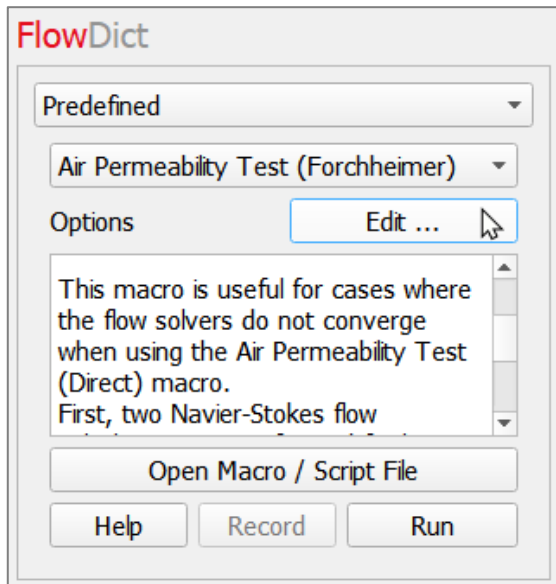 FlowDict
Predefined
Air Permeability Test (Forchheimer)
Options
Edit ...
This macro is useful for cases where
the flow solvers do not converge
when using the Air Permeability Test
(Direct) macro.
First, two Navier-Stokes flow
Open Macro / Script File
Help
Record
Run